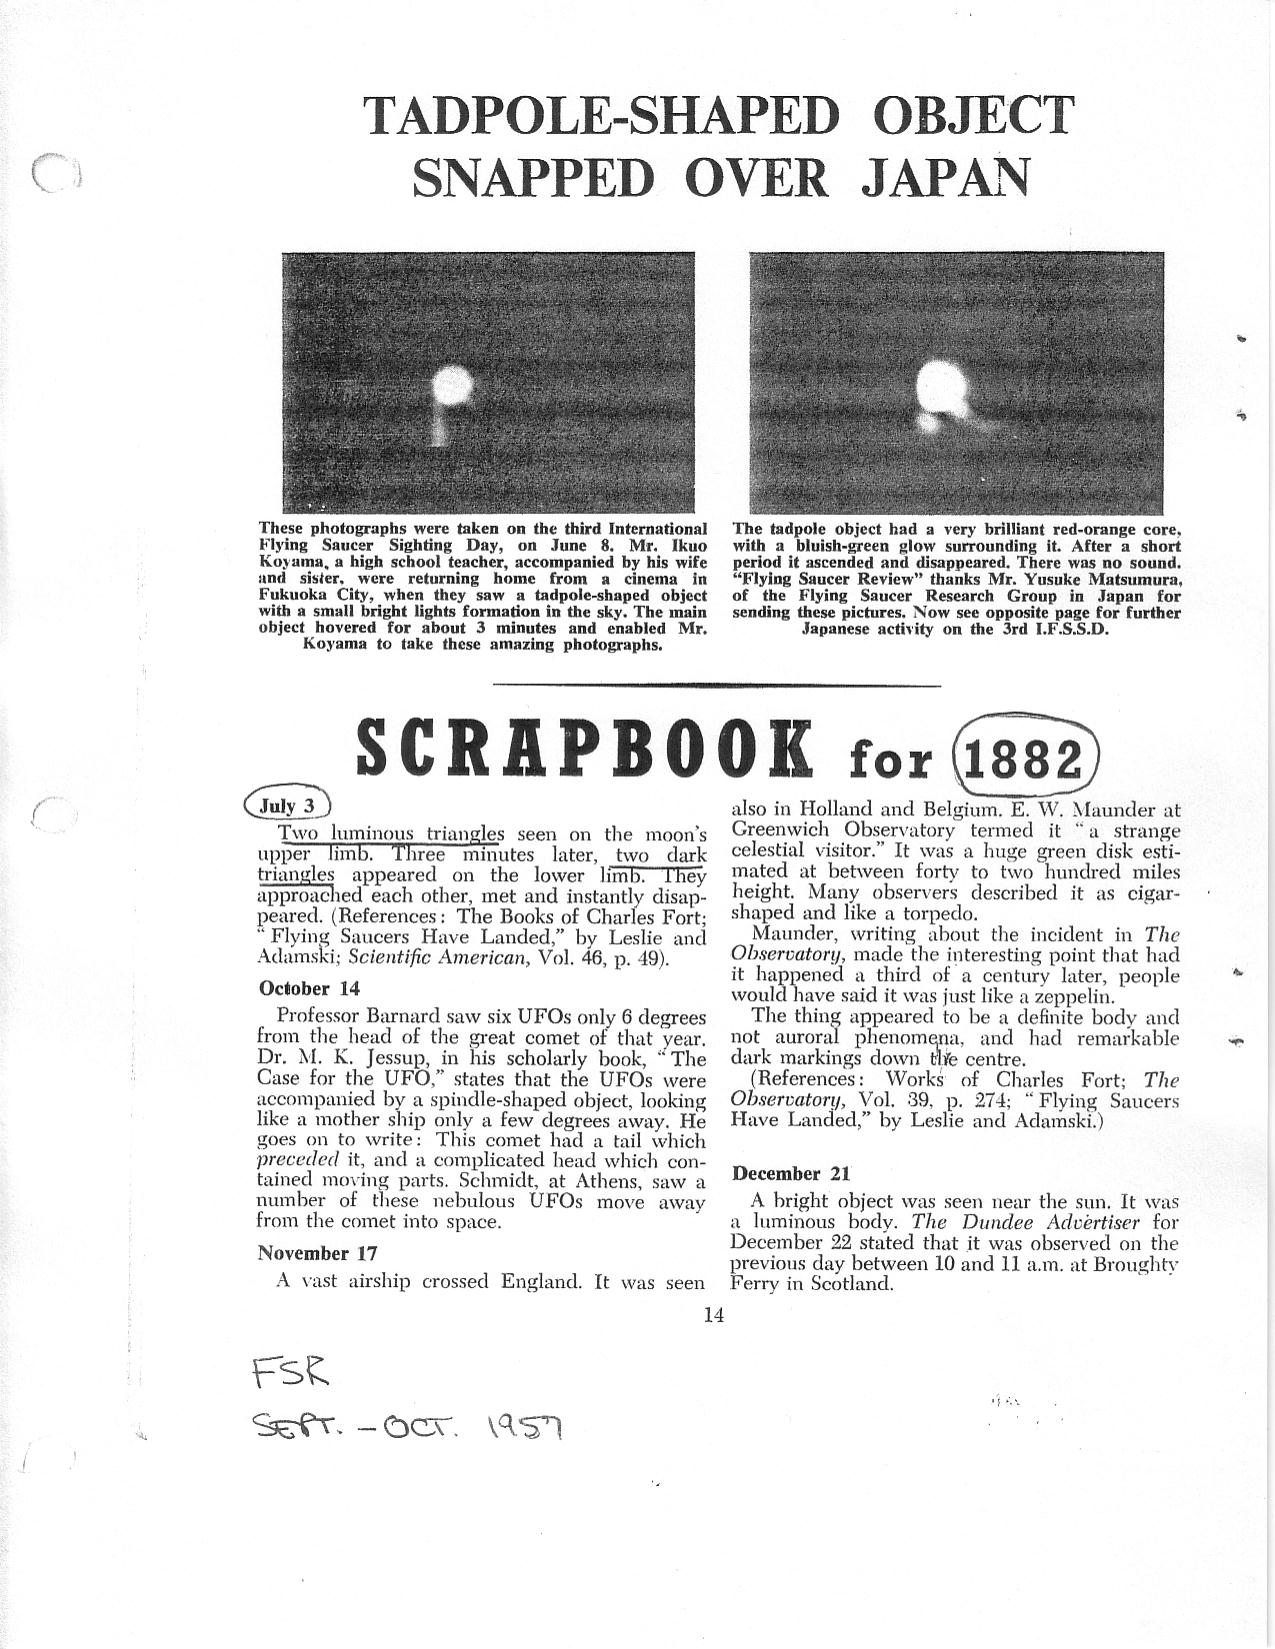 TADPOLE-SHAPED OBJECT
SNAPPED OVER JAPAN
These photographs were taken on the third International
Flying Saucer Sighting Day, on June 8. Mr. Ikuo
Koyama, a high school teacher, accompanied by his wife
and sister, were returning home from a cinema in
Fukuoka City, when they saw a tadpole-shaped object
with a small bright lights formation in the sky. The main
object hovered for about 3 minutes and enabled Mr.
Koyama to take these amazing photographs.
The tadpole object had a very brilliant red-orange core,
with a bluish-green glow surrounding it. After a short
period it ascended and disappeared. There was no sound.
"Flying Saucer Review" thanks Mr. Yusuke Matsumura,
of the Flying Saucer Research Group in Japan for
sending these pictures. Now see opposite page for further
Japanese activity on the 3rd I.F.S.S.D.
SCRAPBOOK for 1882
July 3
Two luminous triangles seen on the moon's
upper limb. Three minutes later, two dark
triangles appeared on the lower limb. They
approached each other, met and instantly disap-
peared. (References: The Books of Charles Fort;
"Flying Saucers Have Landed," by Leslie and
Adamski; Scientific American, Vol. 46, p. 49).
October 14
Professor Barnard saw six UFOs only 6 degrees
from the head of the great comet of that year.
Dr. M. K. Jessup, in his scholarly book, "The
Case for the UFO," states that the UFOs were
accompanied by a spindle-shaped object, looking
like a mother ship only a few degrees away. He
goes on to write: This comet had a tail which
preceded it, and a complicated head which con-
tained moving parts. Schmidt, at Athens, saw a
number of these nebulous UFOs move away
from the comet into space.
November 17
A vast airship crossed England. It was seen
also in Holland and Belgium. E. W. Maunder at
Greenwich Observatory termed it "a strange
celestial visitor." It was a huge green disk esti-
mated at between forty to two hundred miles
height. Many observers described it as cigar-
shaped and like a torpedo.
Maunder, writing about the incident in The
Observatory, made the interesting point that had
it happened a third of a century later, people
would have said it was just like a zeppelin.
The thing appeared to be a definite body and
not auroral phenomena, and had remarkable
dark markings down the centre.
(References: Works of Charles Fort; The
Observatory, Vol. 39, p. 274; "Flying Saucers
Have Landed," by Leslie and Adamski.)
December 21
A bright object was seen near the sun. It was
a luminous body. The Dundee Advertiser for
December 22 stated that it was observed on the
previous day between 10 and 11 a.m. at Broughty
Ferry in Scotland.
14
FSR
SEPT. - OCT. 1957